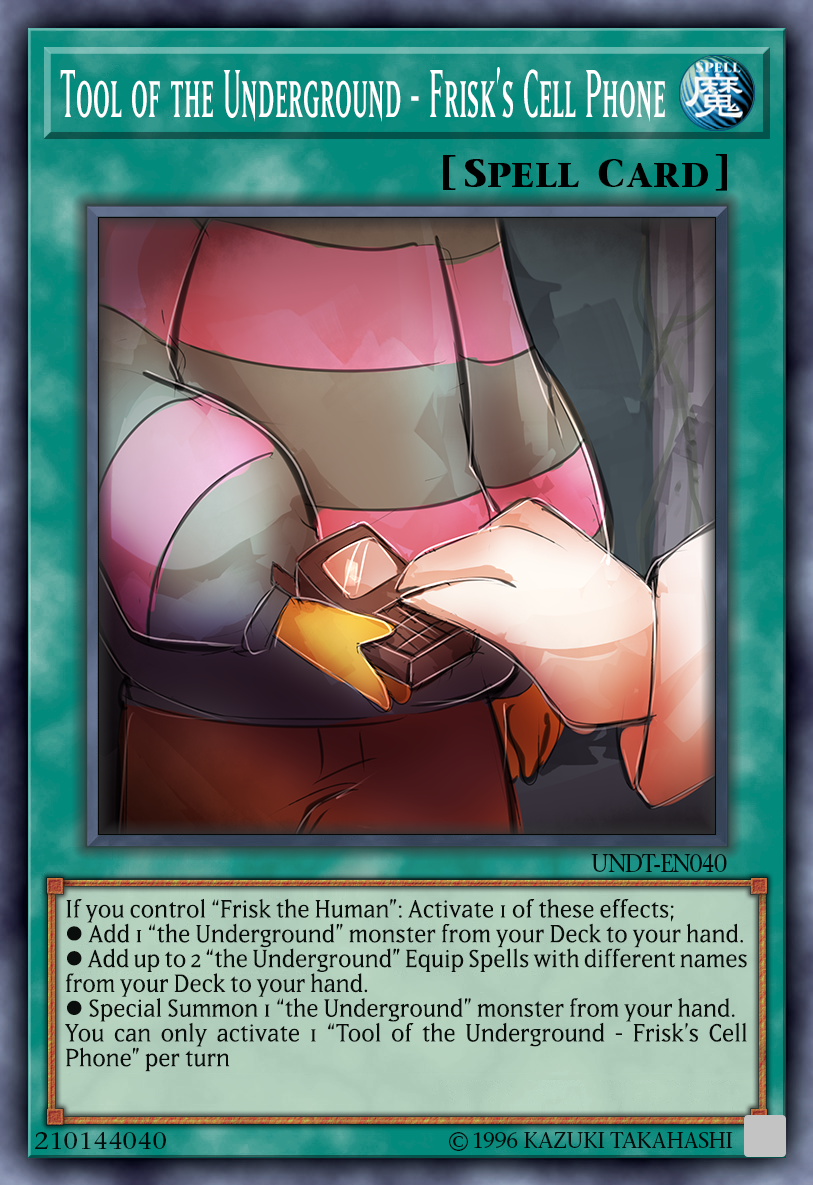 Tool of the Underground - Frisk's Cell Phone
SPELL
魔
[Spell Card]
UNDT-EN040
If you control “Frisk the Human”: Activate 1 of these effects;
● Add 1 “the Underground” monster from your Deck to your hand.
● Add up to 2 “the Underground” Equip Spells with different names
from your Deck to your hand.
● Special Summon 1 “the Underground” monster from your hand.
You can only activate 1 “Tool of the Underground - Frisk's Cell
Phone” per turn
210144040
© 1996 KAZUKI TAKAHASHI